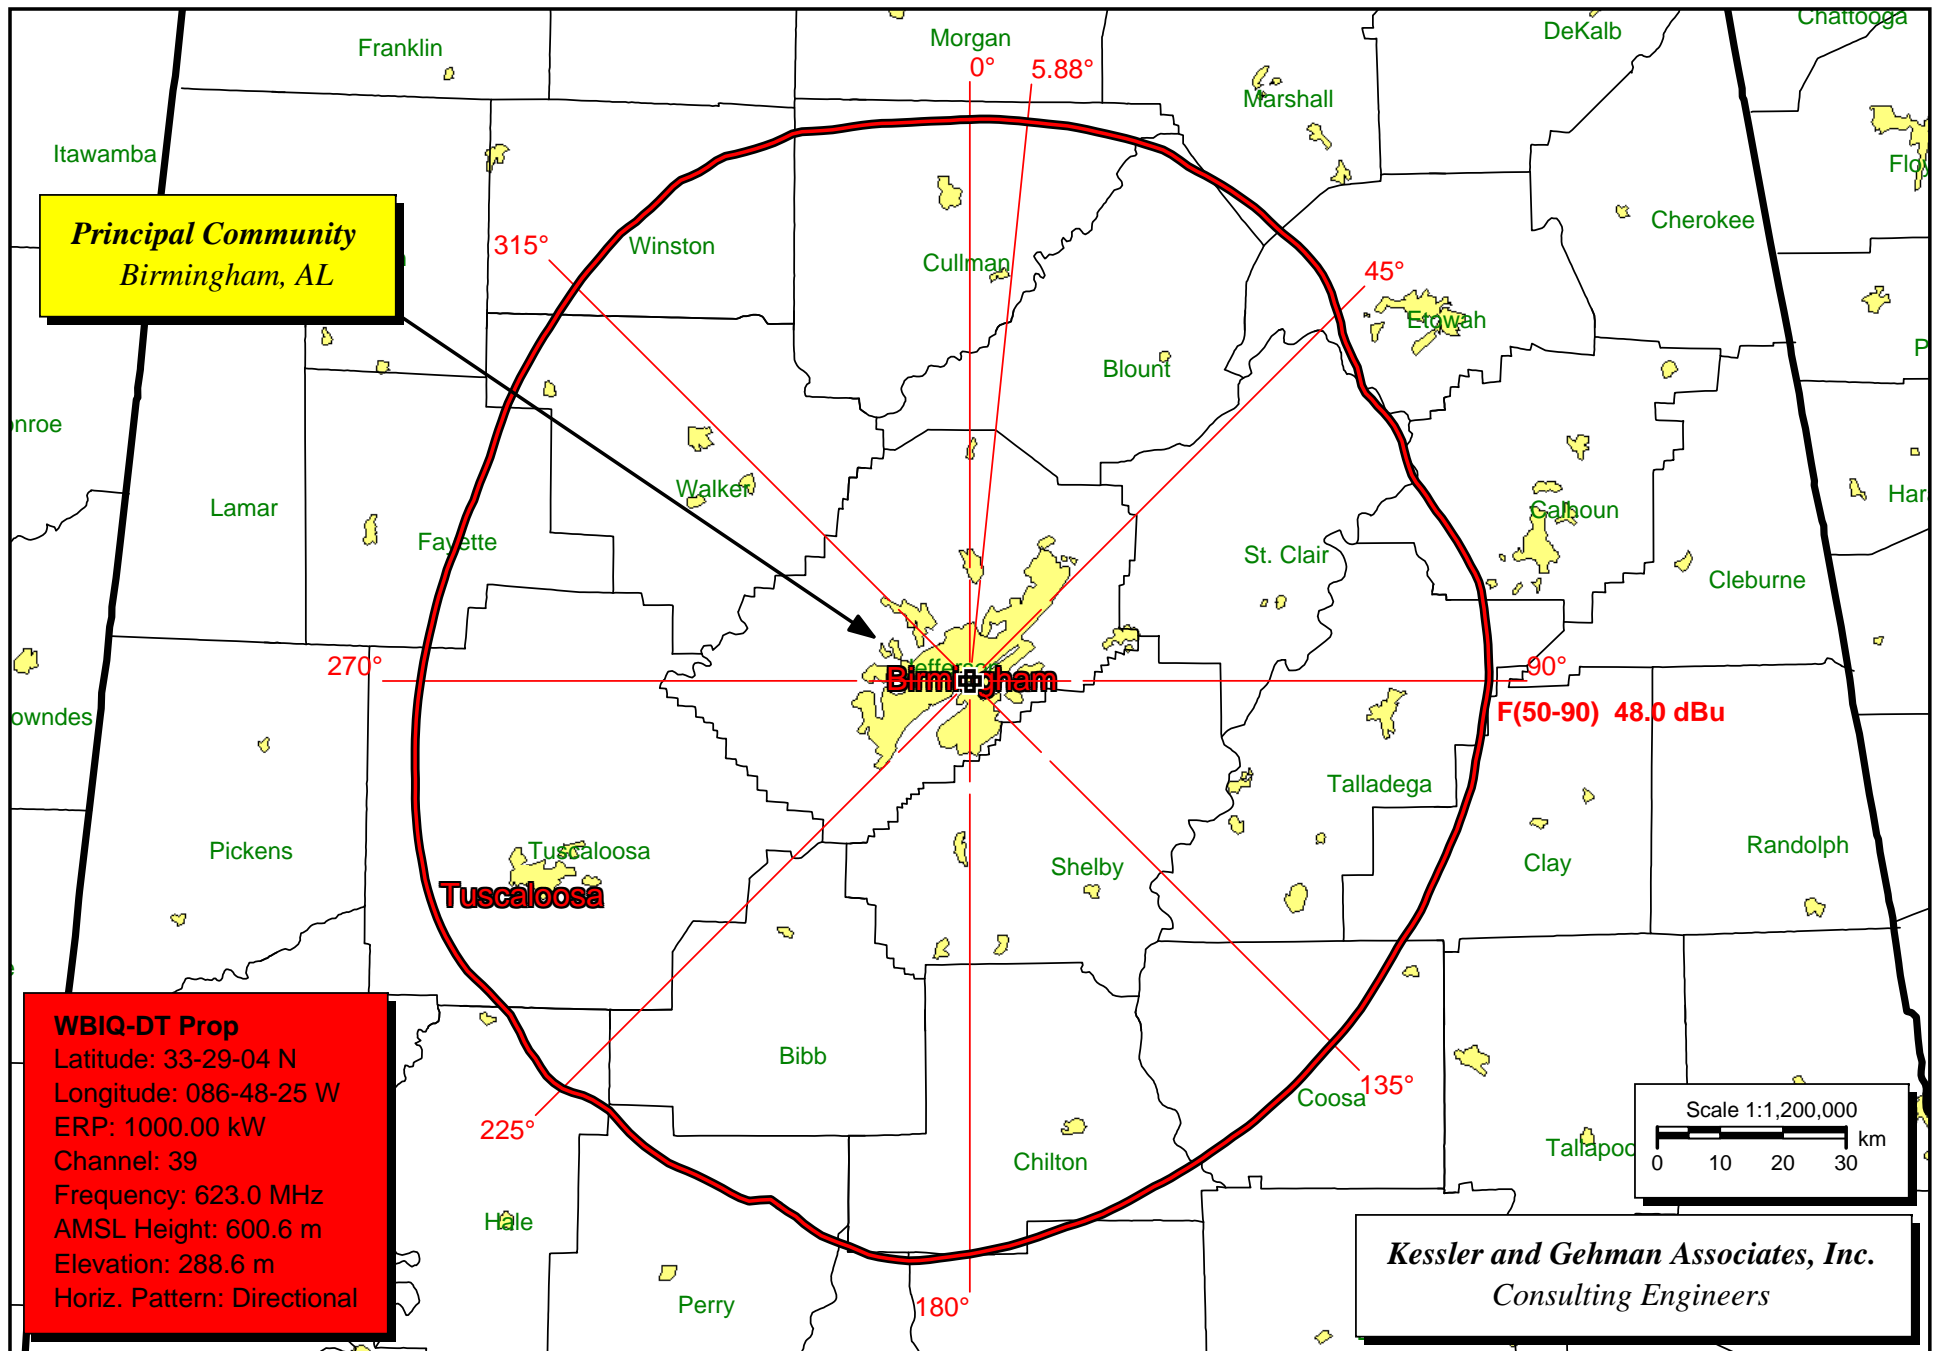 Chattooga
Franklin
Morgan
DeKalb
0°
5.88°
Marshall
Itawamba
Cherokee
Principal Community
Birmingham, AL
315°
Winston
Cullman
45°
Etowah
Blount
Walker
Lamar
Calhoun
Fayette
St. Clair
Cleburne
270°
Jefferson
Birmingham
90°
F(50-90) 48.0 dBu
owndes
Talladega
Pickens
Tuscaloosa
Shelby
Clay
Randolph
Tuscaloosa
WBIQ-DT Prop
Latitude: 33-29-04 N
Longitude: 086-48-25 W
ERP: 1000.00 kW
Channel: 39
Frequency: 623.0 MHz
AMSL Height: 600.6 m
Elevation: 288.6 m
Horiz. Pattern: Directional
Bibb
135°
Coosa
225°
Scale 1:1,200,000
km
0 10 20 30
Chilton
Tallapoo
Hale
Perry
180°
Kessler and Gehman Associates, Inc.
Consulting Engineers